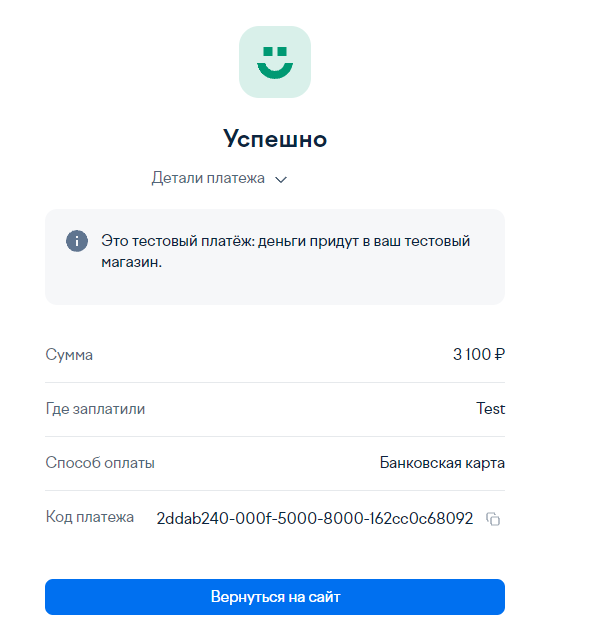 Успешно
Детали платежа
Это тестовый платёж: деньги придут в ваш тестовый
магазин.
Сумма 3 100 ₽
Где заплатили Test
Способ оплаты Банковская карта
Код платежа 2ddab240-000f-5000-8000-162cc0c68092
Вернуться на сайт